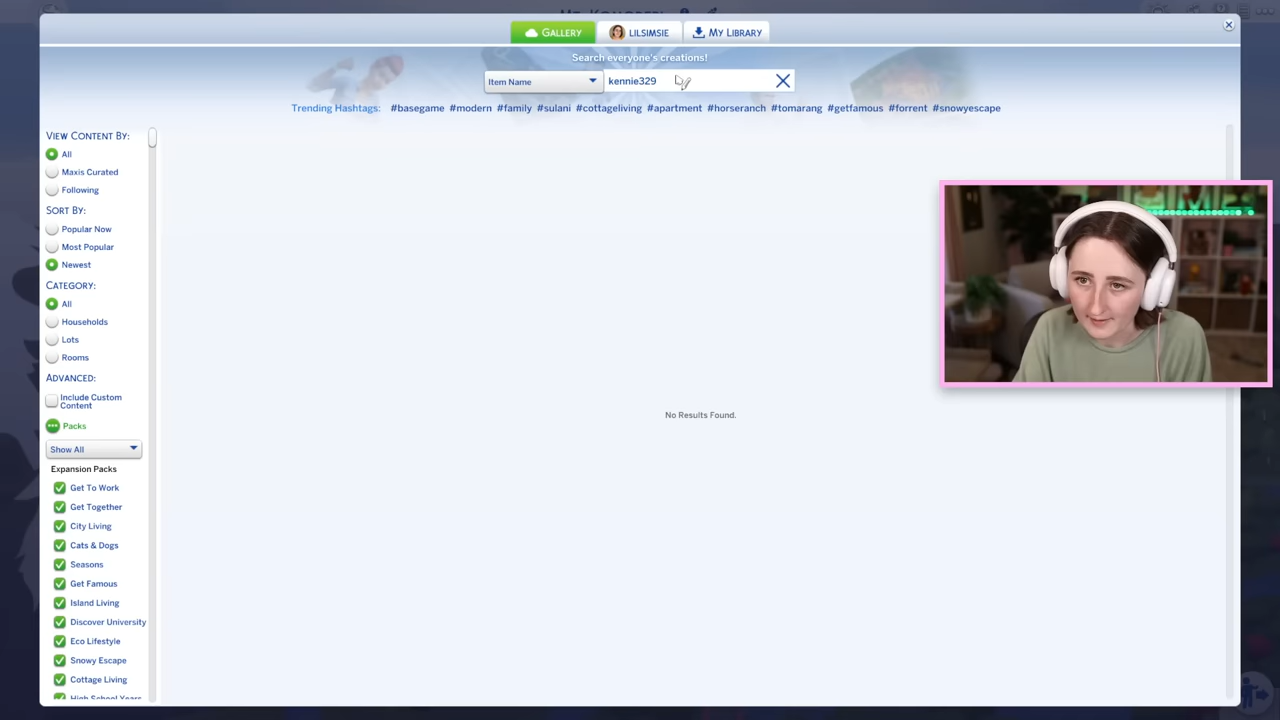 GALLERY
LILSIMSIE
MY LIBRARY
Search everyone's creations!
Item Name
kennie329
Trending Hashtags: #basegame #modern #family #sulani #cottageliving #apartment #horseranch #tomarang #getfamous #forrent #snowyescape
VIEW CONTENT BY:
All
Maxis Curated
Following
SORT BY:
Popular Now
Most Popular
Newest
CATEGORY:
All
Households
Lots
Rooms
ADVANCED:
Include Custom
Content
Packs
Show All
Expansion Packs
Get To Work
Get Together
City Living
Cats & Dogs
Seasons
Get Famous
Island Living
Discover University
Eco Lifestyle
Snowy Escape
Cottage Living
High School Years
No Results Found.